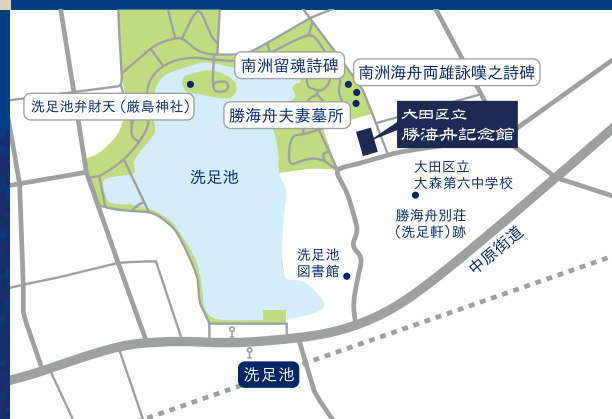 南洲留魂詩碑
南洲海舟両雄詠嘆之詩碑
洗足池弁財天（厳島神社）
勝海舟夫妻墓所
大田区立
勝海舟記念館
洗足池
大田区立
大森第六中学校
勝海舟別荘
（洗足軒）跡
中原街道
洗足池
図書館
洗足池